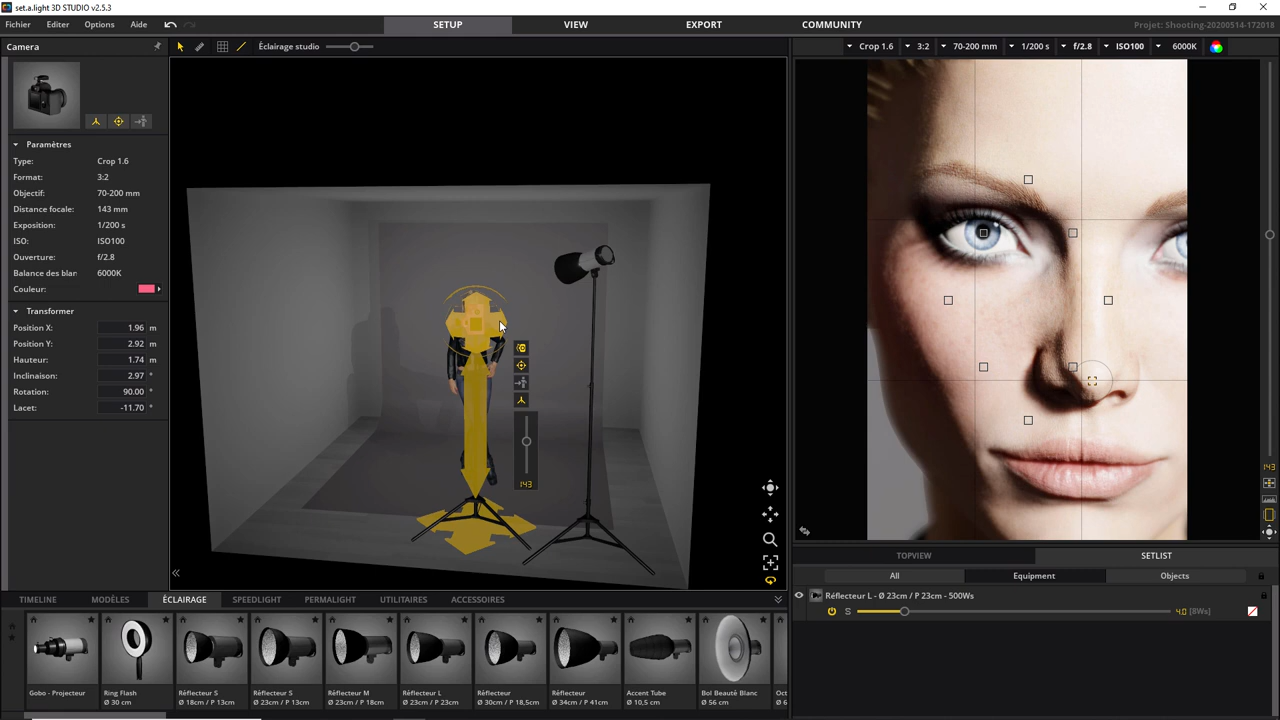 set.a.light 3D STUDIO v2.5.3
Fichier Editer Options Aide SETUP VIEW EXPORT COMMUNITY Projet: Shooting-20200514-172018
Camera Éclairage studio Crop 1.6 3:2 70-200 mm 1/200 s f/2.8 ISO100 6000K
Paramètres
Type: Crop 1.6
Format: 3:2
Objectif: 70-200 mm
Distance focale: 143 mm
Exposition: 1/200 s
ISO: ISO100
Ouverture: f/2.8
Balance des blan 6000K
Couleur:
Transformer
Position X: 1.96 m
Position Y: 2.92 m
Hauteur: 1.74 m
Inclinaison: 2.97 °
Rotation: 90.00 °
Lacet: -11.70 °
143
143
TOPVIEW SETLIST
All Equipment Objects
Réflecteur L - Ø 23cm / P 23cm - 500Ws
S 4.0 [8Ws]
TIMELINE MODÈLES ÉCLAIRAGE SPEEDLIGHT PERMALIGHT UTILITAIRES ACCESSOIRES
Gobo - Projecteur
Ring Flash
Ø 30 cm
Réflecteur S
Ø 18cm / P 13cm
Réflecteur S
Ø 23cm / P 13cm
Réflecteur M
Ø 23cm / P 18cm
Réflecteur L
Ø 23cm / P 23cm
Réflecteur
Ø 30cm / P 18,5cm
Réflecteur
Ø 34cm / P 41cm
Accent Tube
Ø 10,5 cm
Bol Beauté Blanc
Ø 56 cm
Oct